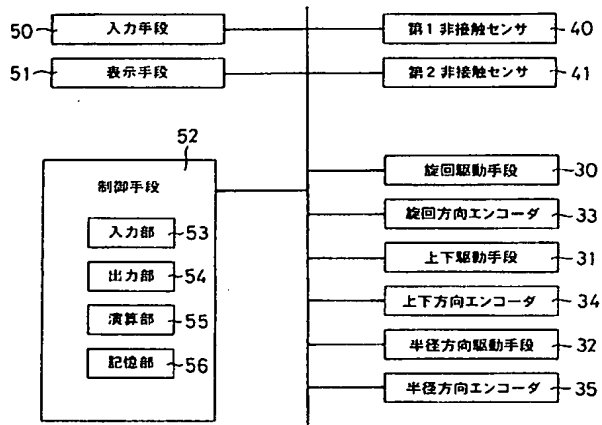 50 入力手段
51 表示手段
第1非接触センサ 40
第2非接触センサ 41
52
制御手段
入力部 53
出力部 54
演算部 55
記憶部 56
旋回駆動手段 30
旋回方向エンコーダ 33
上下駆動手段 31
上下方向エンコーダ 34
半径方向駆動手段 32
半径方向エンコーダ 35